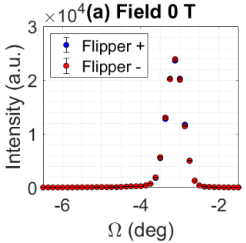 ×10⁴(a) Field 0 T
Flipper +
Flipper -
Intensity (a.u.)
3
2
1
0
-6 -4 -2
Ω (deg)